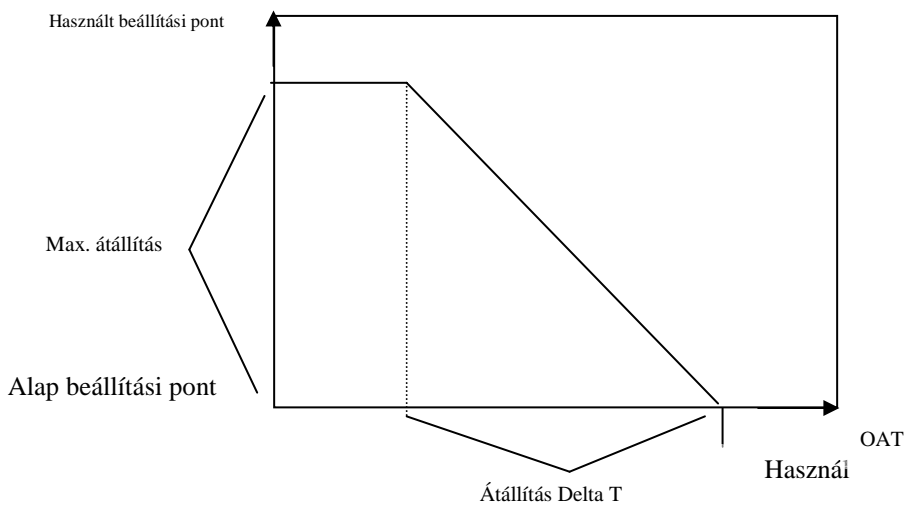 Használt beállítási pont
Max. átállítás
Alap beállítási pont
OAT
Használ
Átállítás Delta T